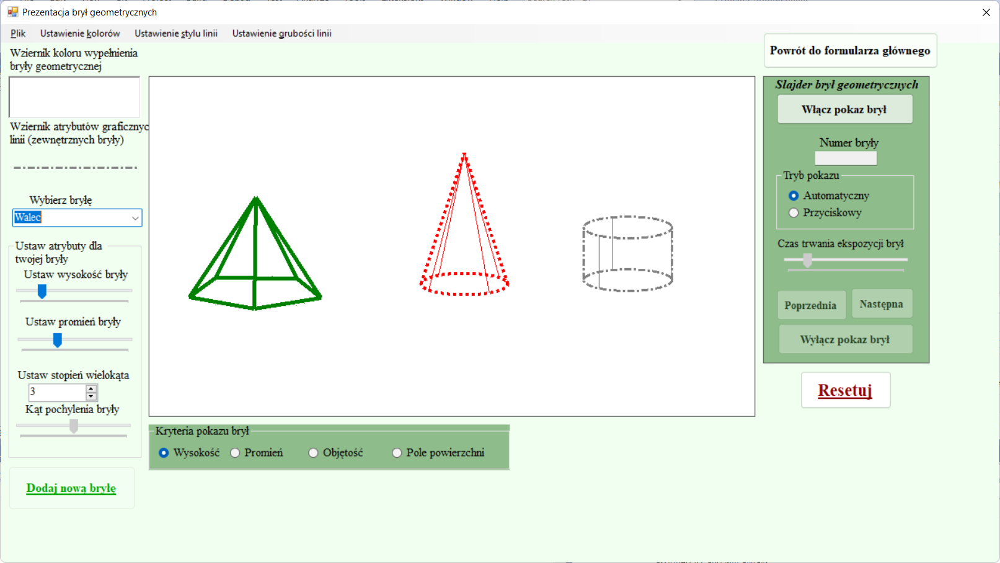 Prezentacja brył geometrycznych
Plik
Ustawienie kolorów
Ustawienie stylu linii
Ustawienie grubości linii
Powrót do formularza głównego
Wziernik koloru wypełnienia
bryły geometrycznej
Wziernik atrybutów graficznyc
linii (zewnętrznych bryły)
Wybierz bryłę
Walec
Ustaw atrybuty dla
twojej bryły
Ustaw wysokość bryły
Ustaw promień bryły
Ustaw stopień wielokąta
3
Kąt pochylenia bryły
Dodaj nową bryłę
Kryteria pokazu brył
Wysokość
Promień
Objętość
Pole powierzchni
Slajder brył geometrycznych
Włącz pokaz brył
Numer bryły
Tryb pokazu
Automatyczny
Przyciskowy
Czas trwania ekspozycji brył
Poprzednia
Następna
Wyłącz pokaz brył
Resetuj